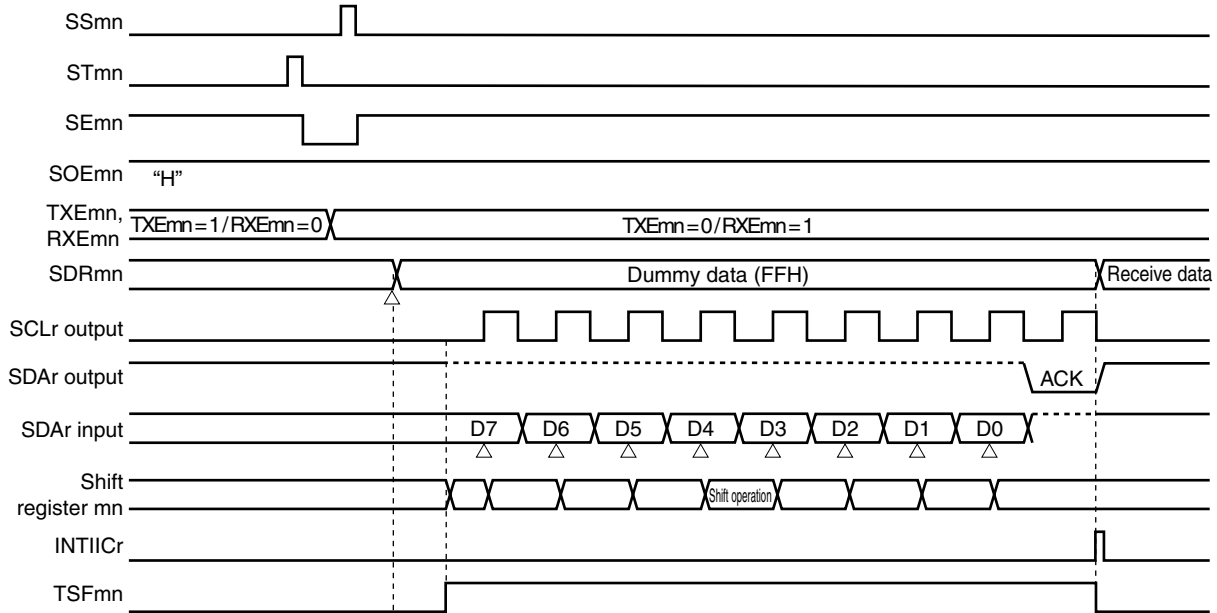 SSmn
STmn
SEmn
SOEmn "H"
TXEmn,
RXEmn
TXEmn=1/RXEmn=0 TXEmn=0/RXEmn=1
SDRmn Dummy data (FFH) Receive data
SCLr output
SDAr output ACK
SDAr input D7 D6 D5 D4 D3 D2 D1 D0
Shift
register mn
Shift operation
INTIICr
TSFmn